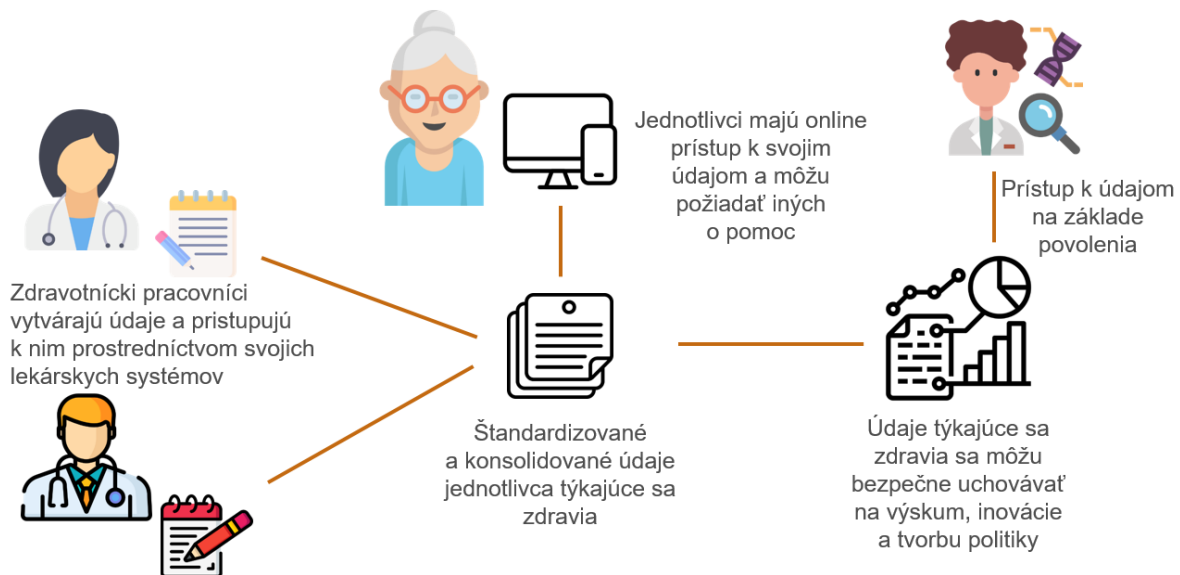 Zdravotnícki pracovníci
vytvárajú údaje a pristupujú
k nim prostredníctvom svojich
lekárskych systémov
Jednotlivci majú online
prístup k svojim
údajom a môžu
požiadať iných
o pomoc
Štandardizované
a konsolidované údaje
jednotlivca týkajúce sa
zdravia
Prístup k údajom
na základe
povolenia
Údaje týkajúce sa
zdravia sa môžu
bezpečne uchovávať
na výskum, inovácie
a tvorbu politiky